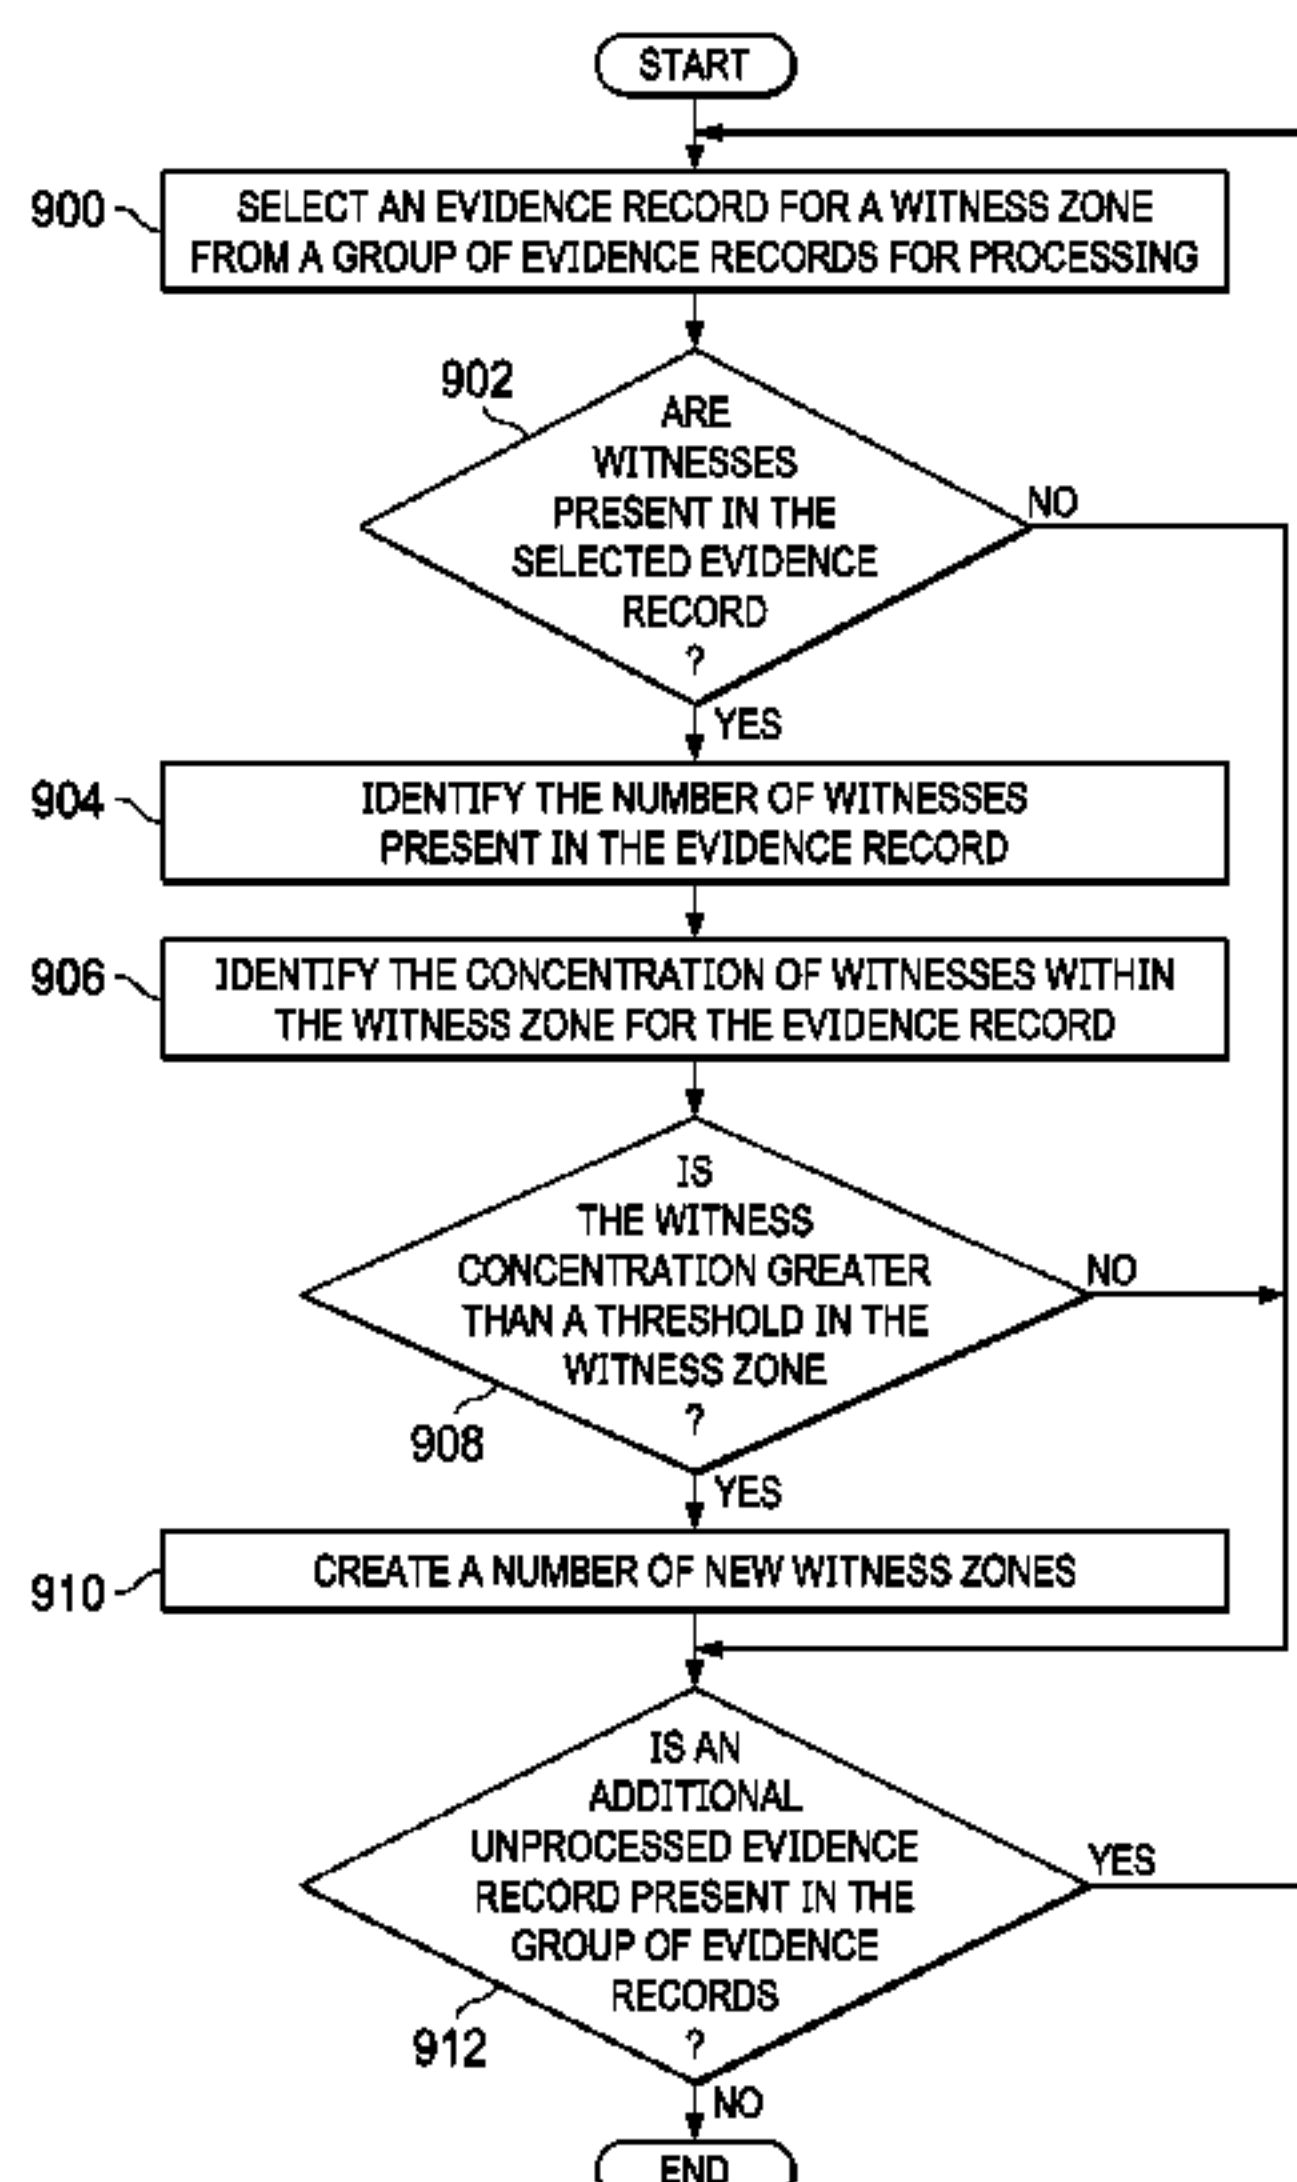 START
900
SELECT AN EVIDENCE RECORD FOR A WITNESS ZONE
FROM A GROUP OF EVIDENCE RECORDS FOR PROCESSING
902
ARE
WITNESSES
PRESENT IN THE
SELECTED EVIDENCE
RECORD
?
NO
YES
904
IDENTIFY THE NUMBER OF WITNESSES
PRESENT IN THE EVIDENCE RECORD
906
IDENTIFY THE CONCENTRATION OF WITNESSES WITHIN
THE WITNESS ZONE FOR THE EVIDENCE RECORD
IS
THE WITNESS
CONCENTRATION GREATER
THAN A THRESHOLD IN THE
WITNESS ZONE
?
NO
908
YES
910
CREATE A NUMBER OF NEW WITNESS ZONES
IS AN
ADDITIONAL
UNPROCESSED EVIDENCE
RECORD PRESENT IN THE
GROUP OF EVIDENCE
RECORDS
?
YES
912
NO
END